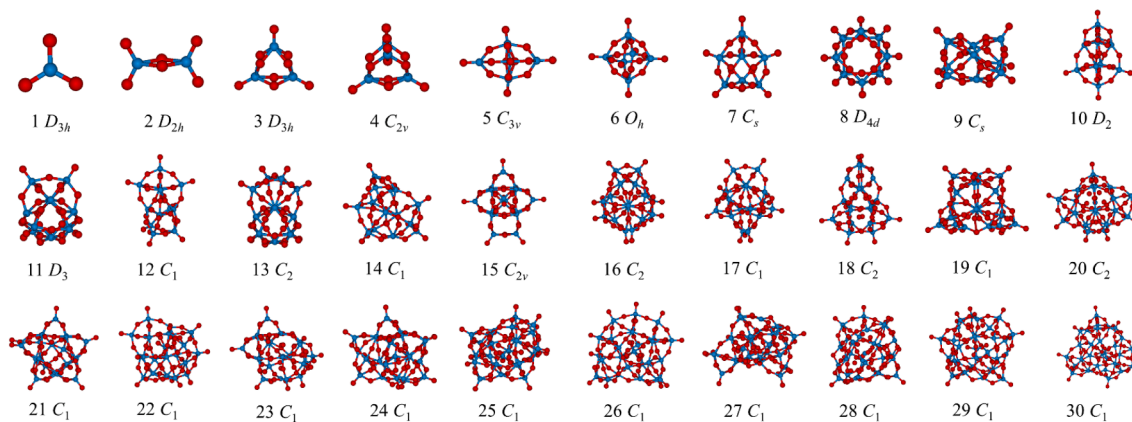 1 D3h 2 D2h 3 D3h 4 C2v 5 C3v 6 Oh 7 Cs 8 D4d 9 Cs 10 D2
11 D3 12 C1 13 C2 14 C1 15 C2v 16 C2 17 C1 18 C2 19 C1 20 C2
21 C1 22 C1 23 C1 24 C1 25 C1 26 C1 27 C1 28 C1 29 C1 30 C1